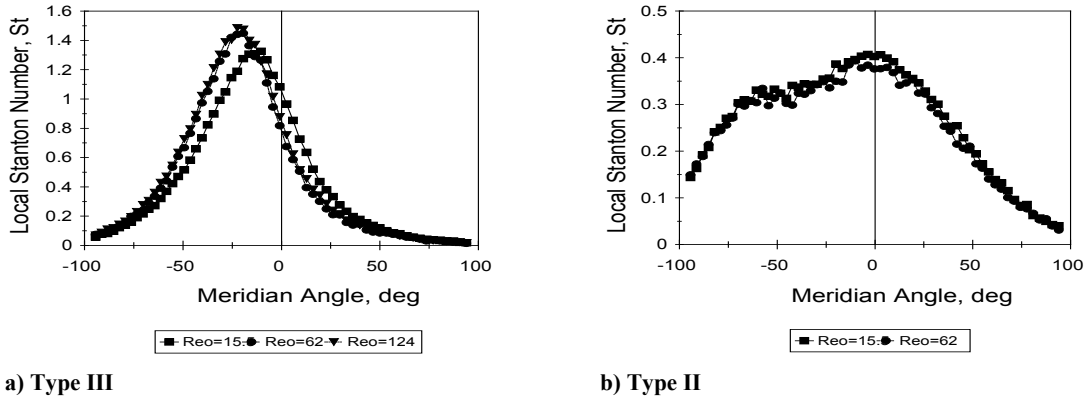 Local Stanton Number, St
1.6
1.4
1.2
1
0.8
0.6
0.4
0.2
0
-100 -50 0 50 100
Meridian Angle, deg
Reo=15 Reo=62 Reo=124
a) Type III
Local Stanton Number, St
0.5
0.4
0.3
0.2
0.1
0
-100 -50 0 50 100
Meridian Angle, deg
Reo=15 Reo=62
b) Type II